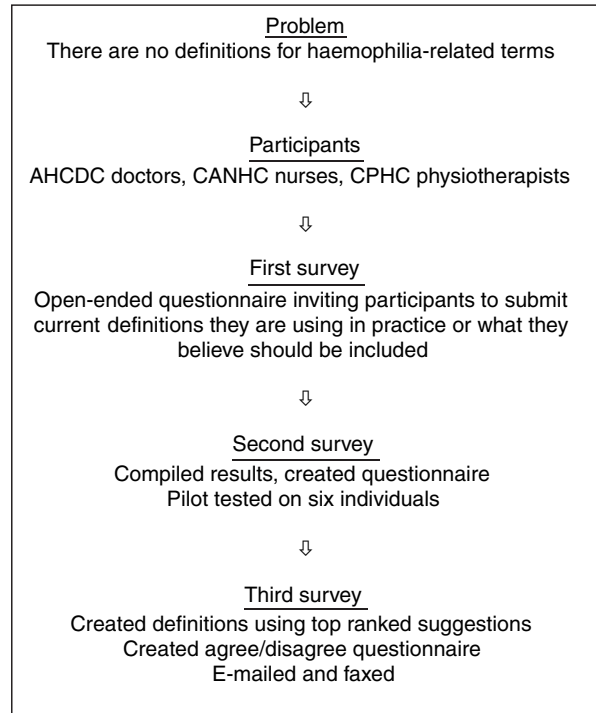 Problem
There are no definitions for haemophilia-related terms
⇩
Participants
AHCDC doctors, CANHC nurses, CPHC physiotherapists
⇩
First survey
Open-ended questionnaire inviting participants to submit
current definitions they are using in practice or what they
believe should be included
⇩
Second survey
Compiled results, created questionnaire
Pilot tested on six individuals
⇩
Third survey
Created definitions using top ranked suggestions
Created agree/disagree questionnaire
E-mailed and faxed